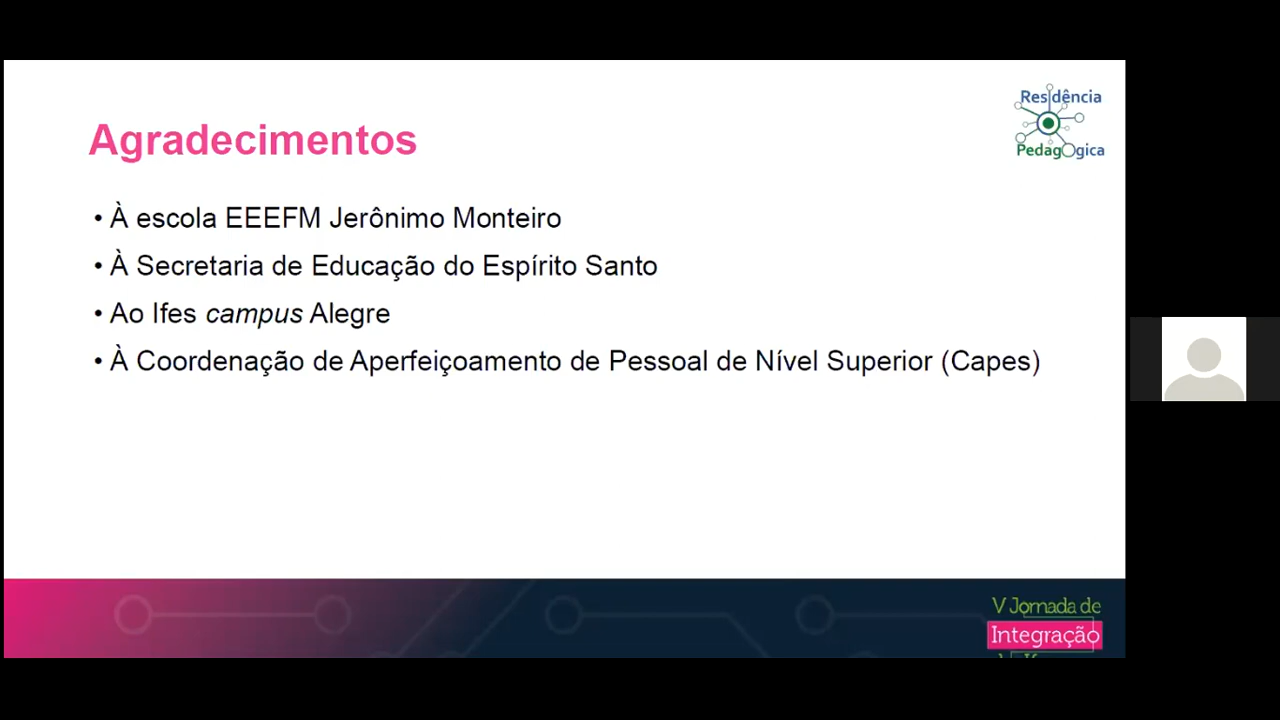 Residência
Pedagógica
Agradecimentos
• À escola EEEFM Jerônimo Monteiro
• À Secretaria de Educação do Espírito Santo
• Ao Ifes campus Alegre
• À Coordenação de Aperfeiçoamento de Pessoal de Nível Superior (Capes)
V Jornada de
Integração